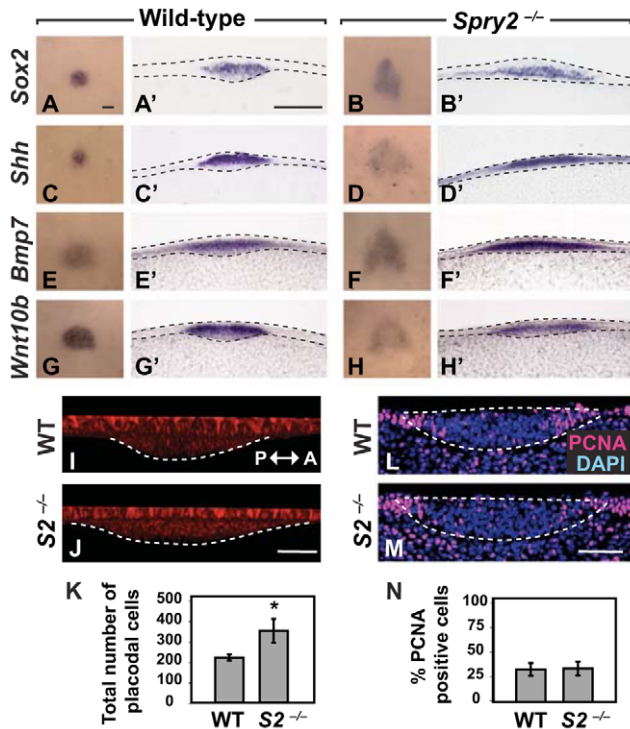 Wild-type
Spry2 −/−
Sox2
A
A’
B
B’
Shh
C
C’
D
D’
Bmp7
E
E’
F
F’
Wnt10b
G
G’
H
H’
WT
I
P ↔ A
WT
L
PCNA
DAPI
S2 −/−
J
M
K
Total number of
placodal cells
500
400
300
200
100
0
*
WT
S2 −/−
N
% PCNA
positive cells
100
75
50
25
0
WT
S2 −/−